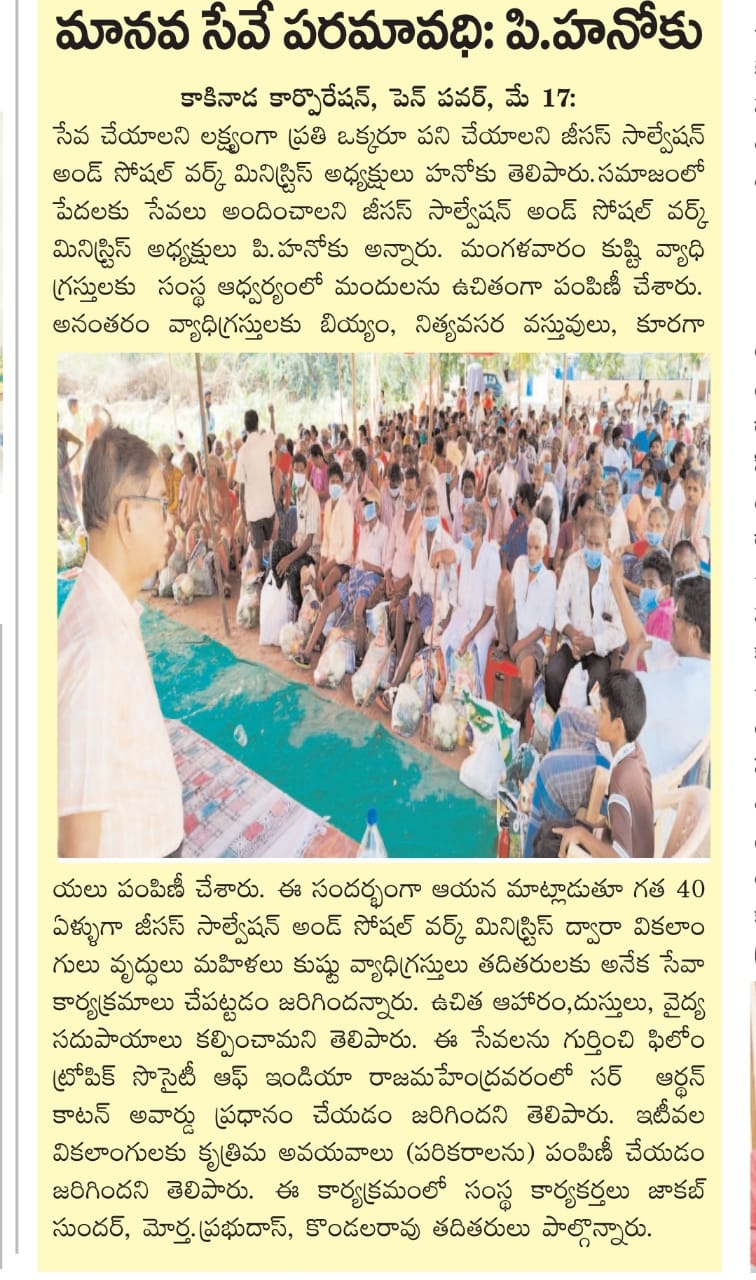 మానవ సేవే పరమావధి: పి.హనోకు
కాకినాడ కార్పొరేషన్, పెన్ పవర్, మే 17:
సేవ చేయాలని లక్ష్యంగా ప్రతి ఒక్కరూ పని చేయాలని జీసస్ సాల్వేషన్
అండ్ సోషల్ వర్క్ మినిస్ట్రిస్ అధ్యక్షులు హనోకు తెలిపారు.సమాజంలో
పేదలకు సేవలు అందించాలని జీసస్ సాల్వేషన్ అండ్ సోషల్ వర్క్
మినిస్ట్రిస్ అధ్యక్షులు పి.హనోకు అన్నారు. మంగళవారం కుష్టి వ్యాధి
గ్రస్తులకు సంస్థ ఆధ్వర్యంలో మందులను ఉచితంగా పంపిణీ చేశారు.
అనంతరం వ్యాధిగ్రస్తులకు బియ్యం, నిత్యవసర వస్తువులు, కూరగా
యలు పంపిణీ చేశారు. ఈ సందర్భంగా ఆయన మాట్లాడుతూ గత 40
ఏళ్ళుగా జీసస్ సాల్వేషన్ అండ్ సోషల్ వర్క్ మినిస్ట్రిస్ ద్వారా వికలాం
గులు వృద్ధులు మహిళలు కుష్టు వ్యాధిగ్రస్తులు తదితరులకు అనేక సేవా
కార్యక్రమాలు చేపట్టడం జరిగిందన్నారు. ఉచిత ఆహారం,దుస్తులు, వైద్య
సదుపాయాలు కల్పించామని తెలిపారు. ఈ సేవలను గుర్తించి ఫిలోం
ట్రోపిక్ సొసైటీ ఆఫ్ ఇండియా రాజమహేంద్రవరంలో సర్ ఆర్థన్
కాటన్ అవార్డు ప్రధానం చేయడం జరిగిందని తెలిపారు. ఇటీవల
వికలాంగులకు కృత్రిమ అవయవాలు (పరికరాలను) పంపిణీ చేయడం
జరిగిందని తెలిపారు. ఈ కార్యక్రమంలో సంస్థ కార్యకర్తలు జాకబ్
సుందర్, మోర్త.ప్రభుదాస్, కొండలరావు తదితరులు పాల్గొన్నారు.